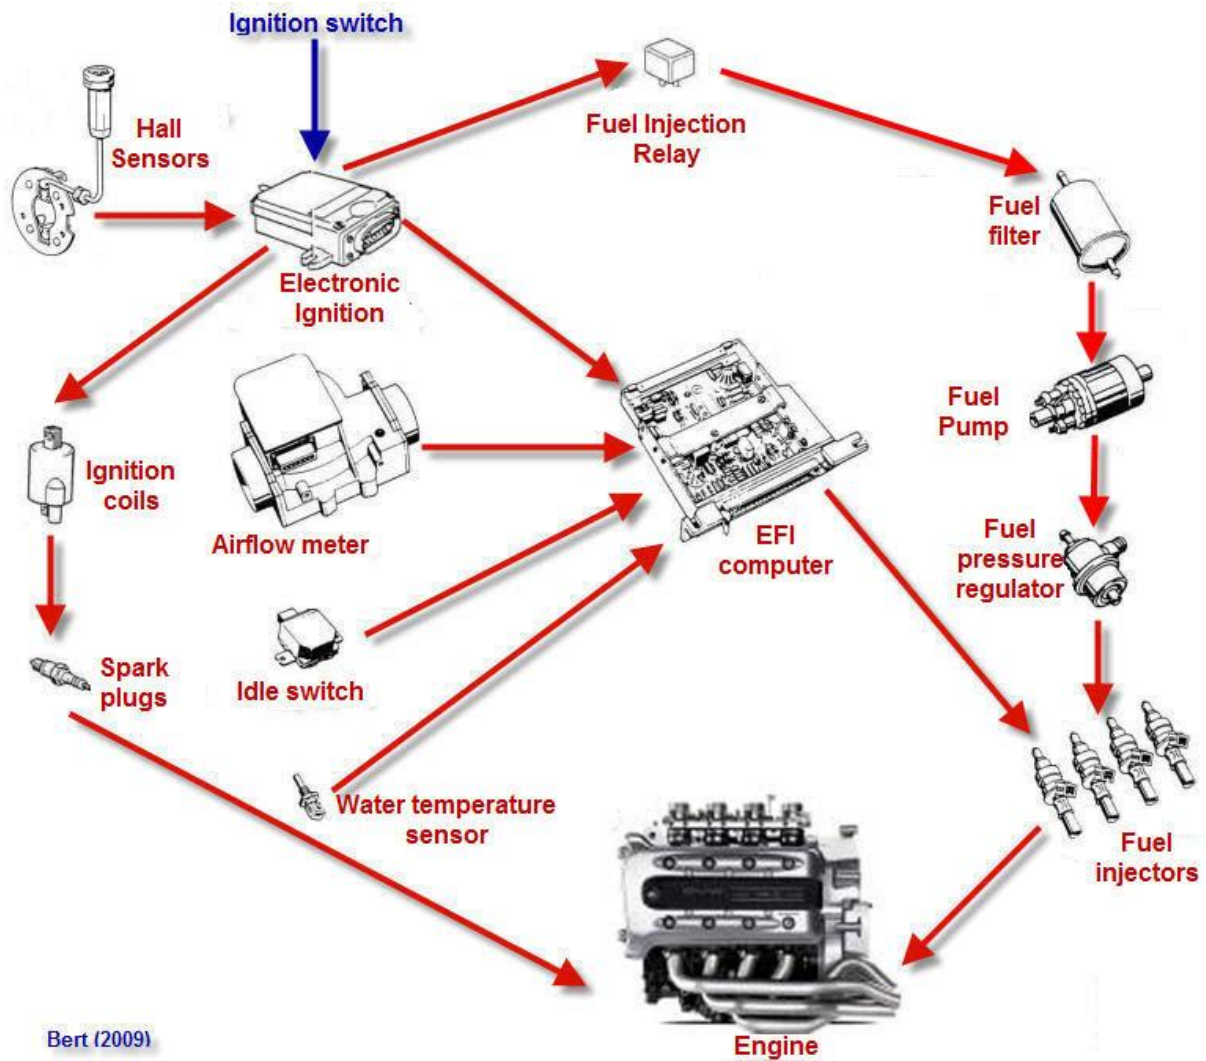 Ignition switch
Hall
Sensors
Fuel Injection
Relay
Fuel
filter
Electronic
Ignition
Fuel
Pump
Ignition
coils
Airflow meter
EFI
computer
Fuel
pressure
regulator
Spark
plugs
Idle switch
Water temperature
sensor
Fuel
injectors
Engine
Bert (2009)